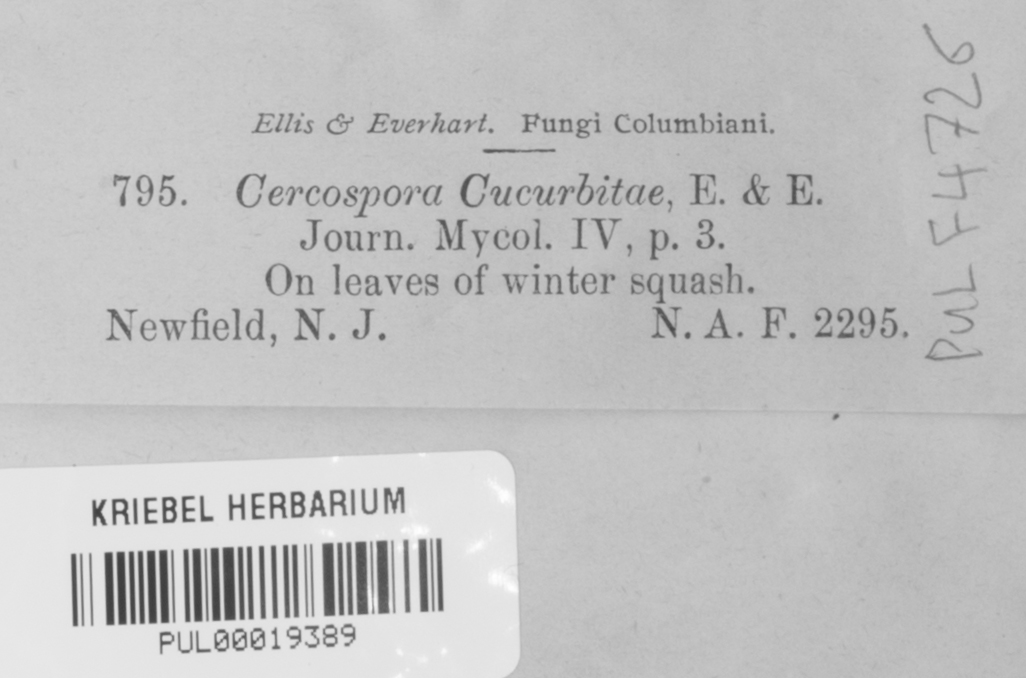 Ellis & Everhart. Fungi Columbiani.
795. Cercospora Cucurbitae, E. & E.
Journ. Mycol. IV, p. 3.
On leaves of winter squash.
Newfield, N. J. N. A. F. 2295.
PUL F4726
KRIEBEL HERBARIUM
PUL00019389